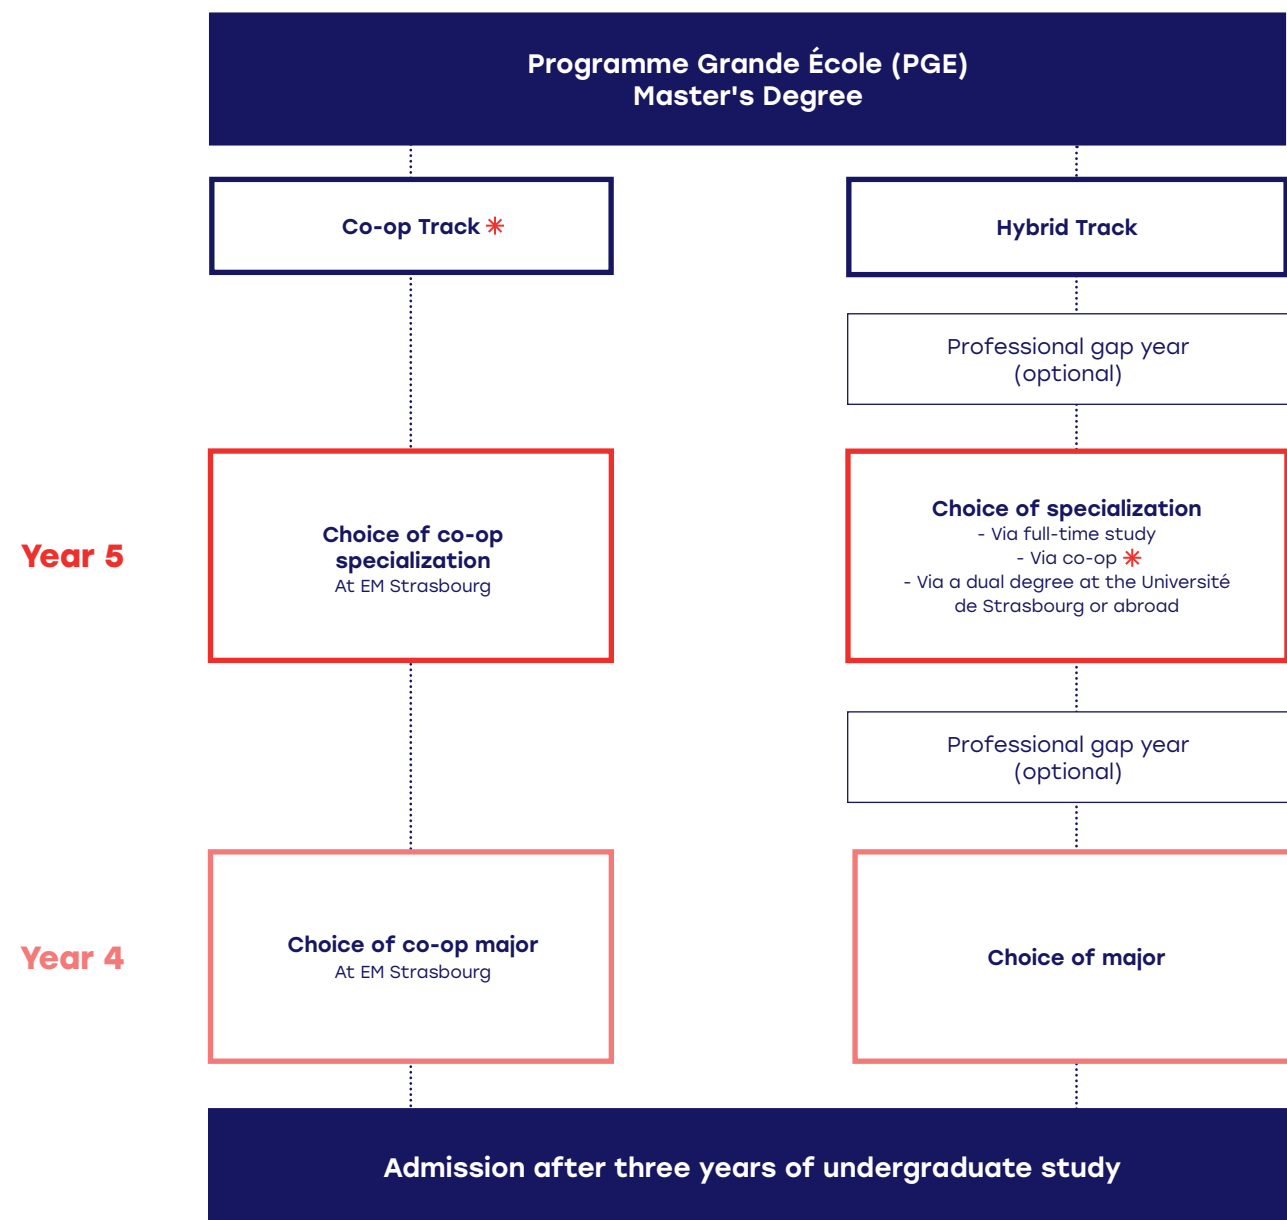 Programme Grande École (PGE)
Master's Degree
Co-op Track *
Hybrid Track
Professional gap year
(optional)
Year 5
Choice of co-op
specialization
At EM Strasbourg
Choice of specialization
- Via full-time study
- Via co-op *
- Via a dual degree at the Université
de Strasbourg or abroad
Professional gap year
(optional)
Year 4
Choice of co-op major
At EM Strasbourg
Choice of major
Admission after three years of undergraduate study